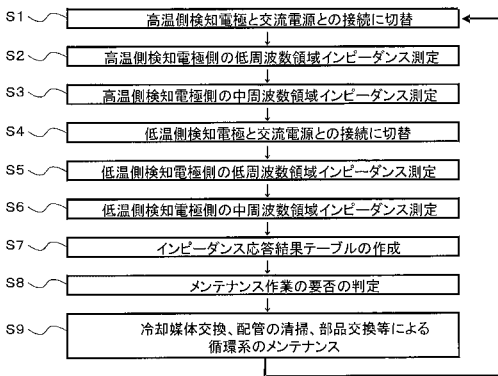 S1 高温側検知電極と交流電源との接続に切替
S2 高温側検知電極側の低周波数領域インピーダンス測定
S3 高温側検知電極側の中周波数領域インピーダンス測定
S4 低温側検知電極と交流電源との接続に切替
S5 低温側検知電極側の低周波数領域インピーダンス測定
S6 低温側検知電極側の中周波数領域インピーダンス測定
S7 インピーダンス応答結果テーブルの作成
S8 メンテナンス作業の要否の判定
S9 冷却媒体交換、配管の清掃、部品交換等による
循環系のメンテナンス